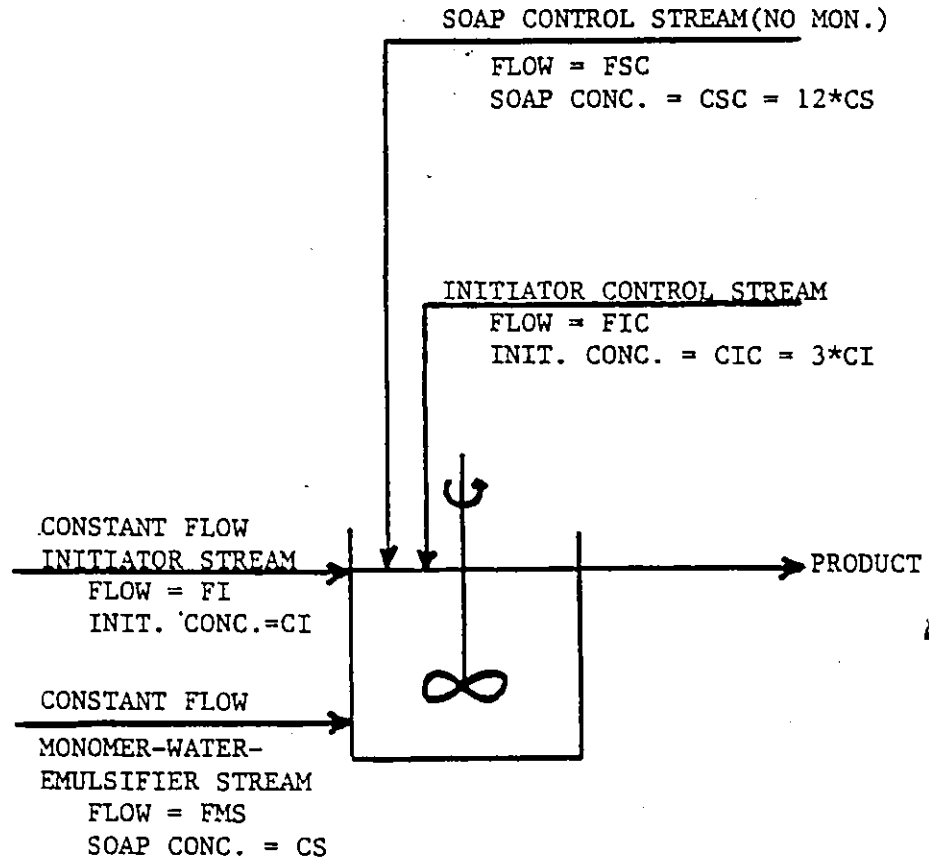 SOAP CONTROL STREAM(NO MON.)
FLOW = FSC
SOAP CONC. = CSC = 12*CS
INITIATOR CONTROL STREAM
FLOW = FIC
INIT. CONC. = CIC = 3*CI
CONSTANT FLOW
INITIATOR STREAM
FLOW = FI
INIT. CONC.=CI
PRODUCT
CONSTANT FLOW
MONOMER-WATER-
EMULSIFIER STREAM
FLOW = FMS
SOAP CONC. = CS